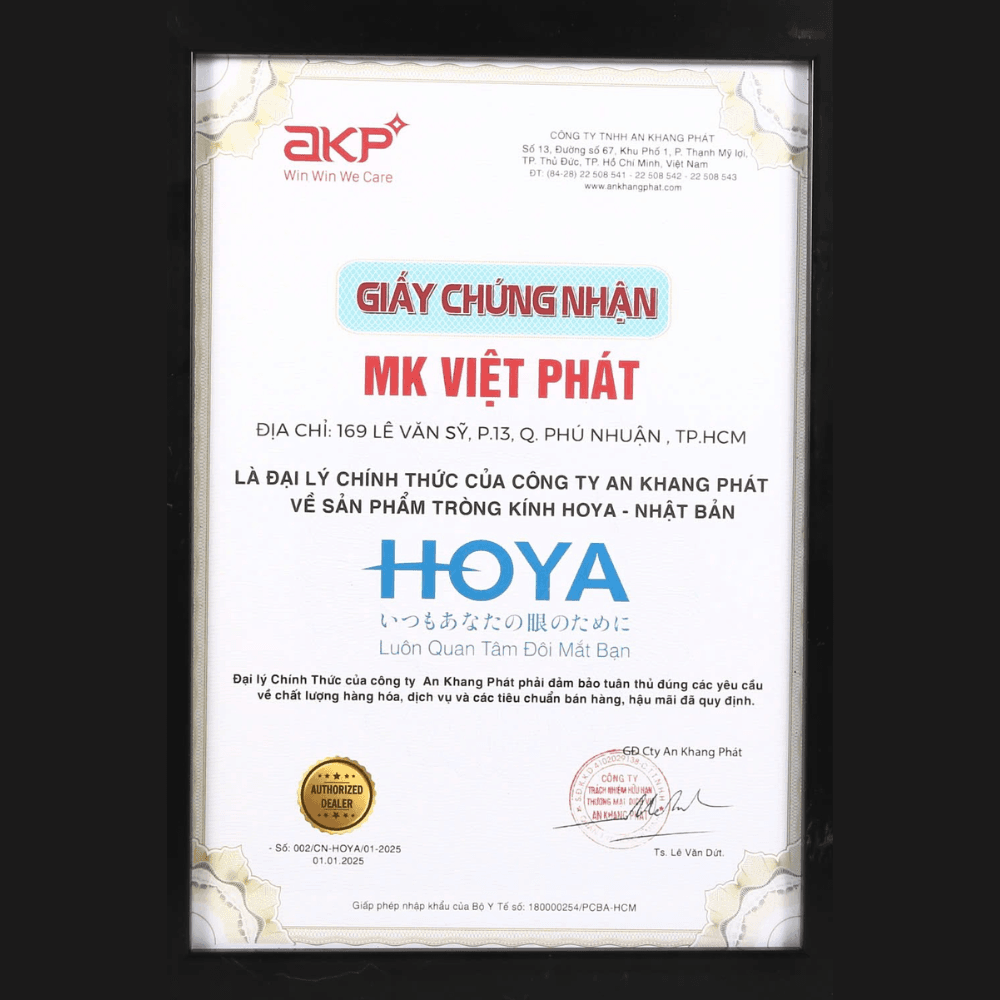 AKP
Win Win We Care
CÔNG TY TNHH AN KHANG PHÁT
Số 13, Đường số 67, Khu Phố 1, P. Thạnh Mỹ lợi,
TP. Thủ Đức, TP. Hồ Chí Minh, Việt Nam
ĐT: (84-28) 22 508 541 - 22 508 542 - 22 508 543
www.ankhangphat.com
GIẤY CHỨNG NHẬN
MK VIỆT PHÁT
ĐỊA CHỈ: 169 LÊ VĂN SỸ, P.13, Q. PHÚ NHUẬN , TP.HCM
LÀ ĐẠI LÝ CHÍNH THỨC CỦA CÔNG TY AN KHANG PHÁT
VỀ SẢN PHẨM TRÒNG KÍNH HOYA - NHẬT BẢN
HOYA
いつもあなたの眼のために
Luôn Quan Tâm Đôi Mắt Bạn
Đại lý Chính Thức của công ty An Khang Phát phải đảm bảo tuân thủ đúng các yêu cầu
về chất lượng hàng hóa, dịch vụ và các tiêu chuẩn bán hàng, hậu mãi đã quy định.
AUTHORIZED
DEALER
- Số: 002/CN-HOYA/01-2025
01.01.2025
GĐ Cty An Khang Phát
S.Đ.K.K.D 4102029138-C.T.T.N.H.H
CÔNG TY
TRÁCH NHIỆM HỮU HẠN
THƯƠNG MẠI DỊCH VỤ
AN KHANG PHÁT
Ts. Lê Văn Dứt.
Giấp phép nhập khẩu của Bộ Y Tế số: 180000254/PCBA-HCM